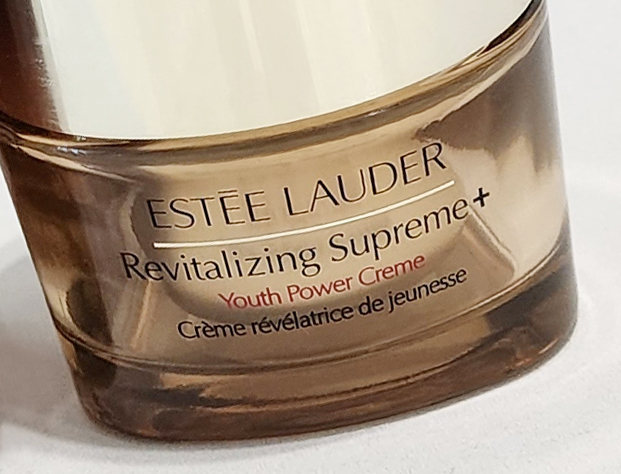 ESTĒE LAUDER
Revitalizing Supreme+
Youth Power Creme
Crème révélatrice de jeunesse